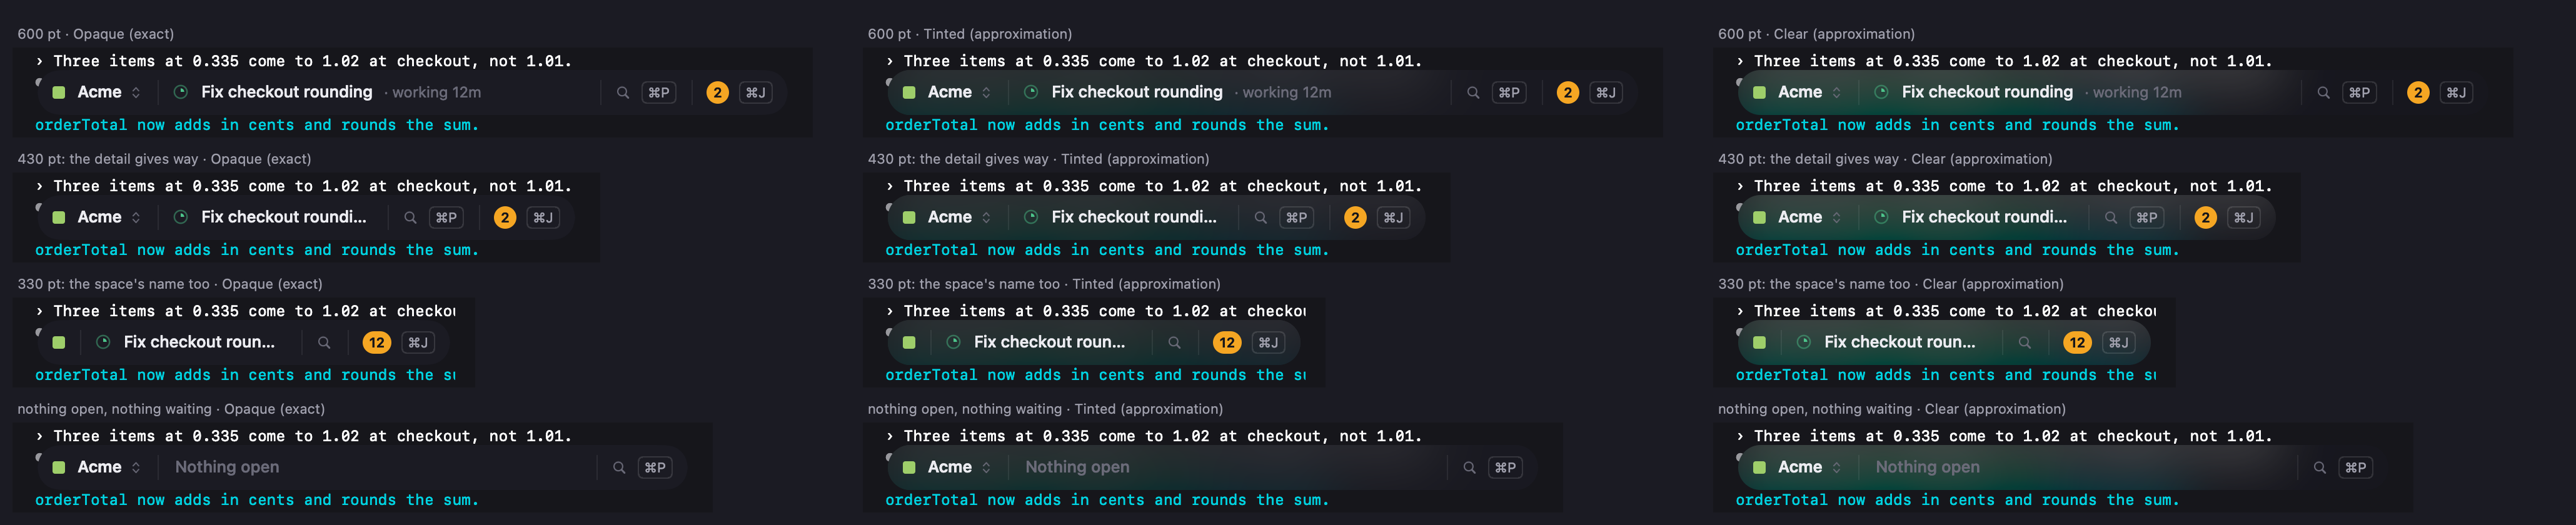 600 pt · Opaque (exact)
› Three items at 0.335 come to 1.02 at checkout, not 1.01.
Acme Fix checkout rounding · working 12m ⌘P 2 ⌘J
orderTotal now adds in cents and rounds the sum.
600 pt · Tinted (approximation)
› Three items at 0.335 come to 1.02 at checkout, not 1.01.
Acme Fix checkout rounding · working 12m ⌘P 2 ⌘J
orderTotal now adds in cents and rounds the sum.
600 pt · Clear (approximation)
› Three items at 0.335 come to 1.02 at checkout, not 1.01.
Acme Fix checkout rounding · working 12m ⌘P 2 ⌘J
orderTotal now adds in cents and rounds the sum.
430 pt: the detail gives way · Opaque (exact)
› Three items at 0.335 come to 1.02 at checkout, not 1.01.
Acme Fix checkout roundi... ⌘P 2 ⌘J
orderTotal now adds in cents and rounds the sum.
430 pt: the detail gives way · Tinted (approximation)
› Three items at 0.335 come to 1.02 at checkout, not 1.01.
Acme Fix checkout roundi... ⌘P 2 ⌘J
orderTotal now adds in cents and rounds the sum.
430 pt: the detail gives way · Clear (approximation)
› Three items at 0.335 come to 1.02 at checkout, not 1.01.
Acme Fix checkout roundi... ⌘P 2 ⌘J
orderTotal now adds in cents and rounds the sum.
330 pt: the space's name too · Opaque (exact)
› Three items at 0.335 come to 1.02 at checko
Fix checkout roun... 12 ⌘J
orderTotal now adds in cents and rounds the s
330 pt: the space's name too · Tinted (approximation)
› Three items at 0.335 come to 1.02 at checko
Fix checkout roun... 12 ⌘J
orderTotal now adds in cents and rounds the s
330 pt: the space's name too · Clear (approximation)
› Three items at 0.335 come to 1.02 at checko
Fix checkout roun... 12 ⌘J
orderTotal now adds in cents and rounds the s
nothing open, nothing waiting · Opaque (exact)
› Three items at 0.335 come to 1.02 at checkout, not 1.01.
Acme Nothing open ⌘P
orderTotal now adds in cents and rounds the sum.
nothing open, nothing waiting · Tinted (approximation)
› Three items at 0.335 come to 1.02 at checkout, not 1.01.
Acme Nothing open ⌘P
orderTotal now adds in cents and rounds the sum.
nothing open, nothing waiting · Clear (approximation)
› Three items at 0.335 come to 1.02 at checkout, not 1.01.
Acme Nothing open ⌘P
orderTotal now adds in cents and rounds the sum.